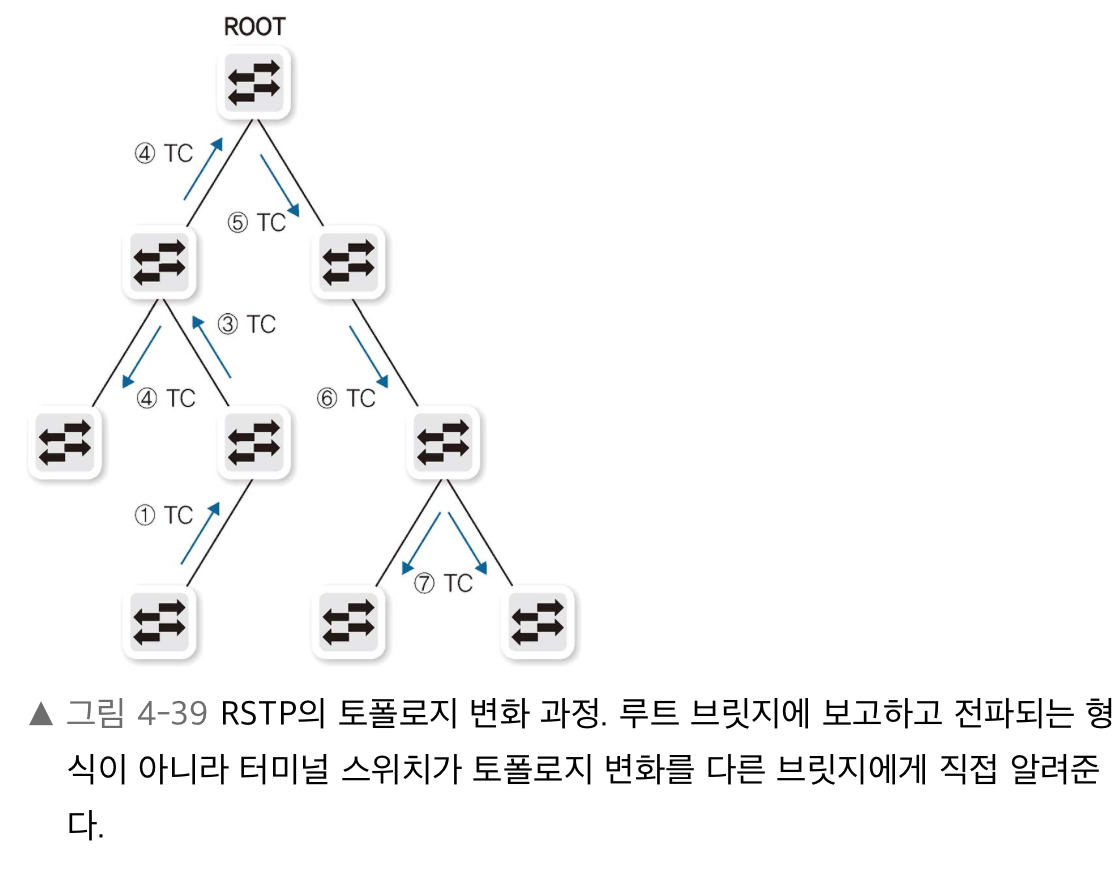 ROOT
④ TC
⑤ TC
③ TC
④ TC
⑥ TC
① TC
⑦ TC
▲ 그림 4-39 RSTP의 토폴로지 변화 과정. 루트 브릿지에 보고하고 전파되는 형
식이 아니라 터미널 스위치가 토폴로지 변화를 다른 브릿지에게 직접 알려준
다.